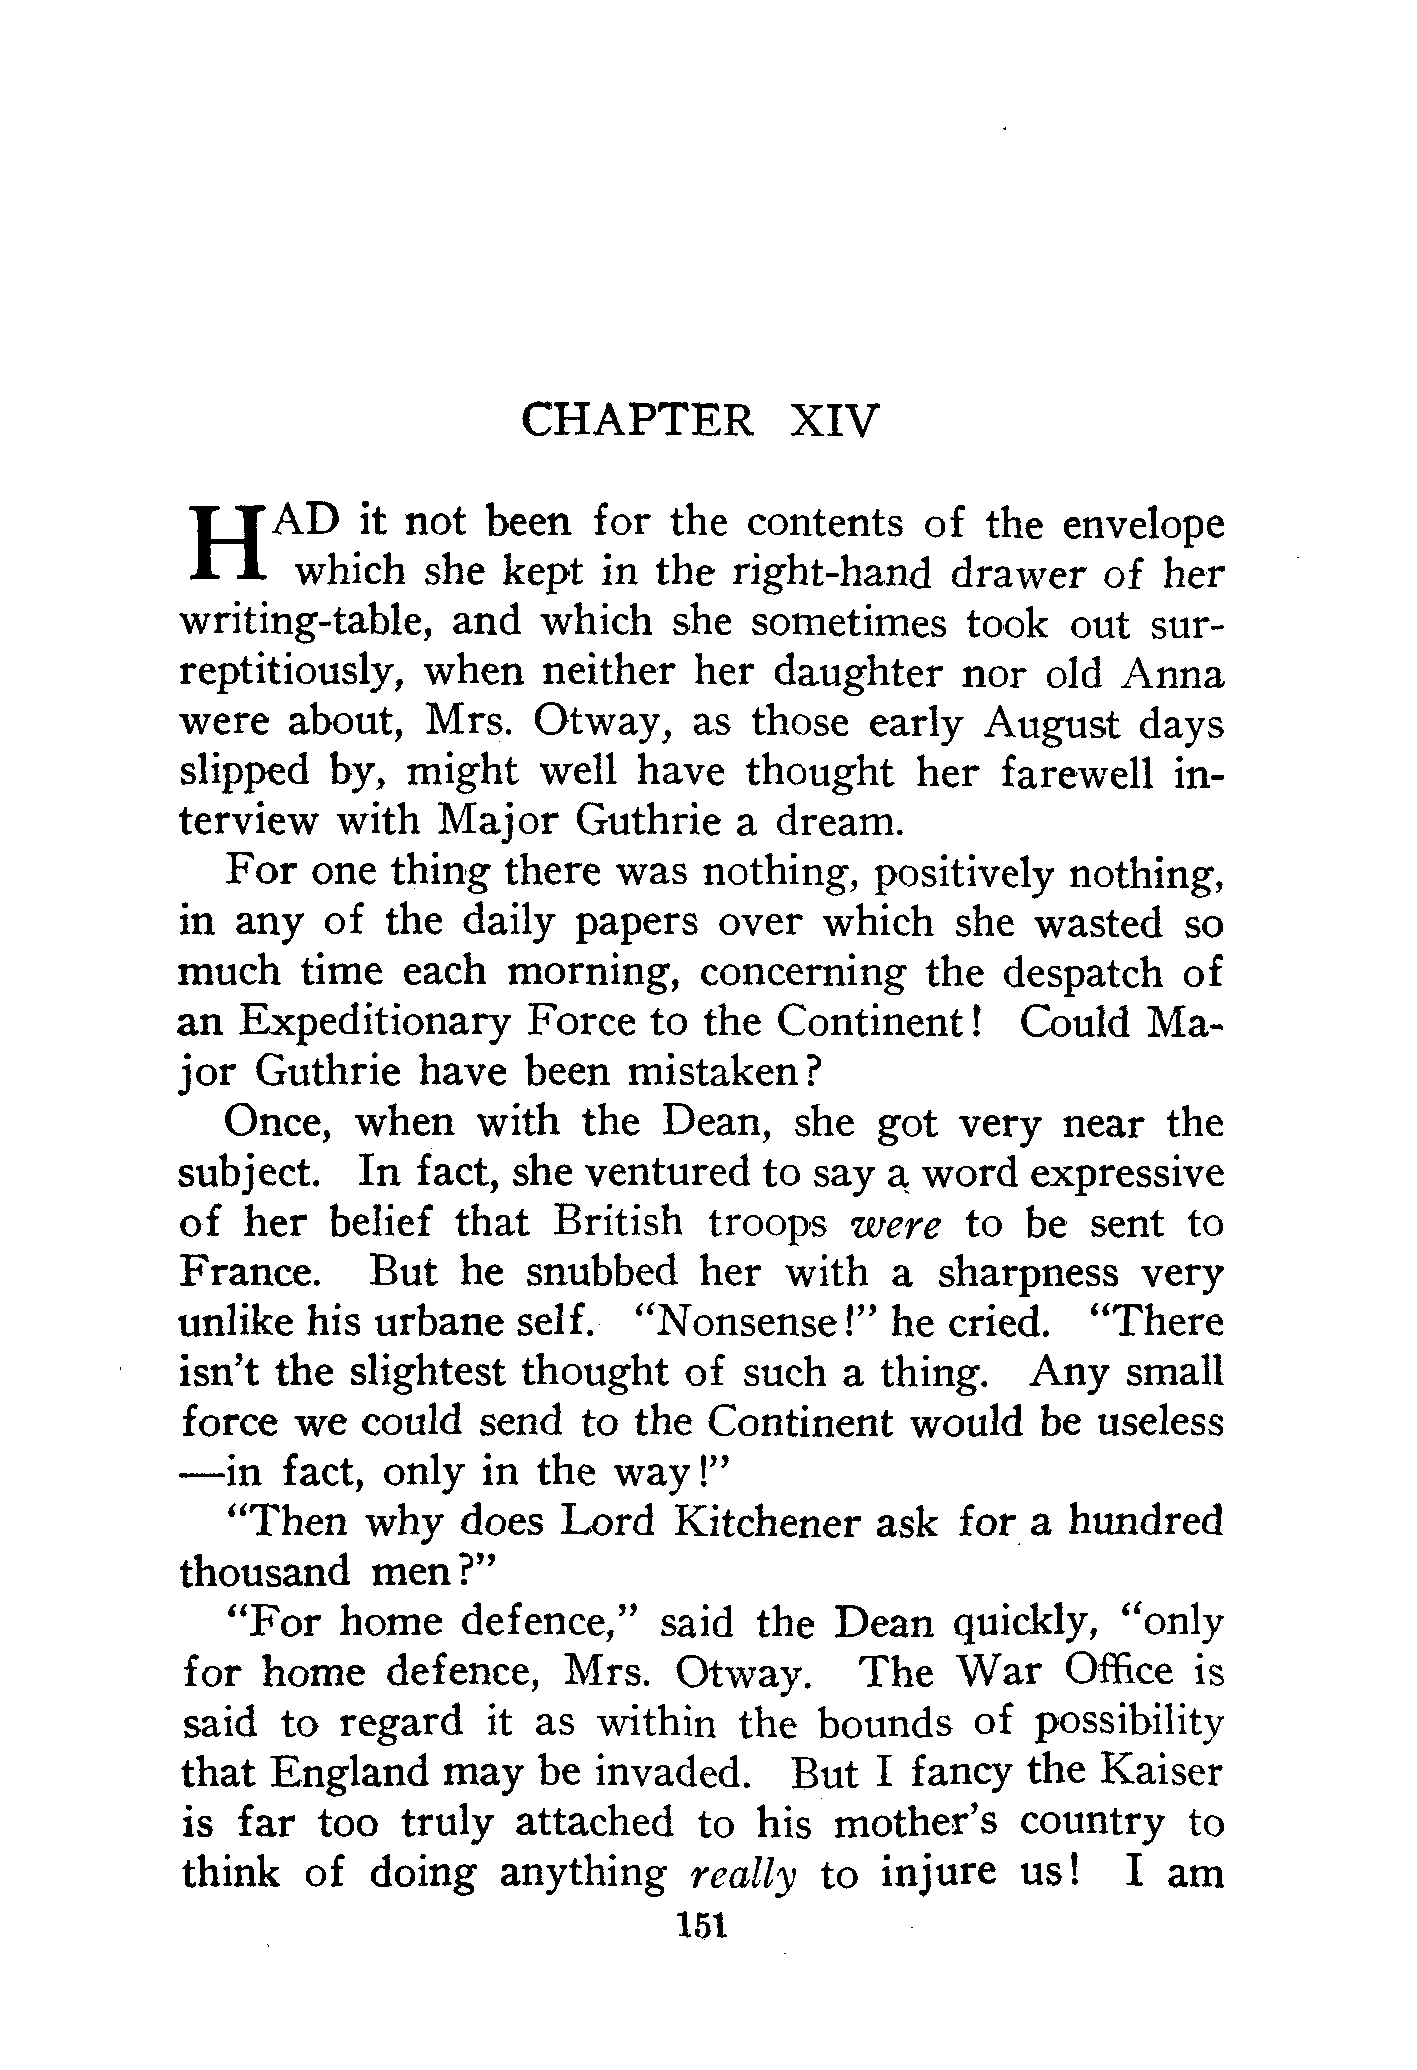 CHAPTER XIV
HAD it not been for the contents of the envelope
which she kept in the right-hand drawer of her
writing-table, and which she sometimes took out sur-
reptitiously, when neither her daughter nor old Anna
were about, Mrs. Otway, as those early August days
slipped by, might well have thought her farewell in-
terview with Major Guthrie a dream.
For one thing there was nothing, positively nothing,
in any of the daily papers over which she wasted so
much time each morning, concerning the despatch of
an Expeditionary Force to the Continent! Could Ma-
jor Guthrie have been mistaken?
Once, when with the Dean, she got very near the
subject. In fact, she ventured to say a word expressive
of her belief that British troops were to be sent to
France. But he snubbed her with a sharpness very
unlike his urbane self. “Nonsense!” he cried. “There
isn't the slightest thought of such a thing. Any small
force we could send to the Continent would be useless
—in fact, only in the way!”
“Then why does Lord Kitchener ask for a hundred
thousand men?”
“For home defence,” said the Dean quickly, “only
for home defence, Mrs. Otway. The War Office is
said to regard it as within the bounds of possibility
that England may be invaded. But I fancy the Kaiser
is far too truly attached to his mother's country to
think of doing anything really to injure us! I am
151